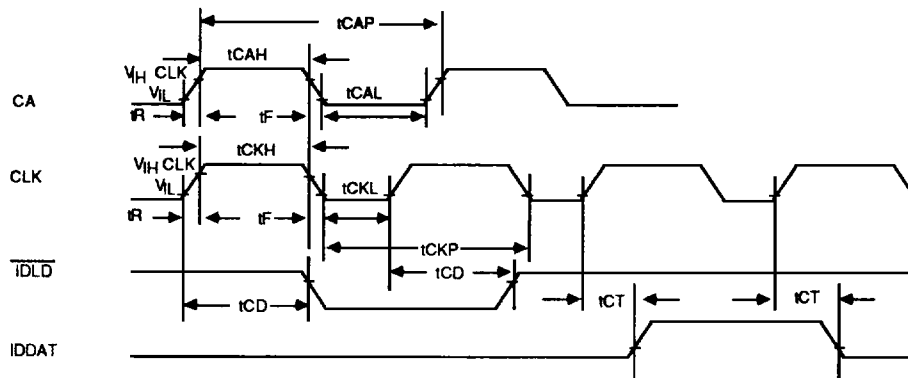 tCAP
tCAH
VIH CLK
VIL
tCAL
CA
tR
tF
tCKH
VIH CLK
CLK
VIL
tCKL
tR
tF
tCKP
IDLD
tCD
tCD
tCT
tCT
IDDAT